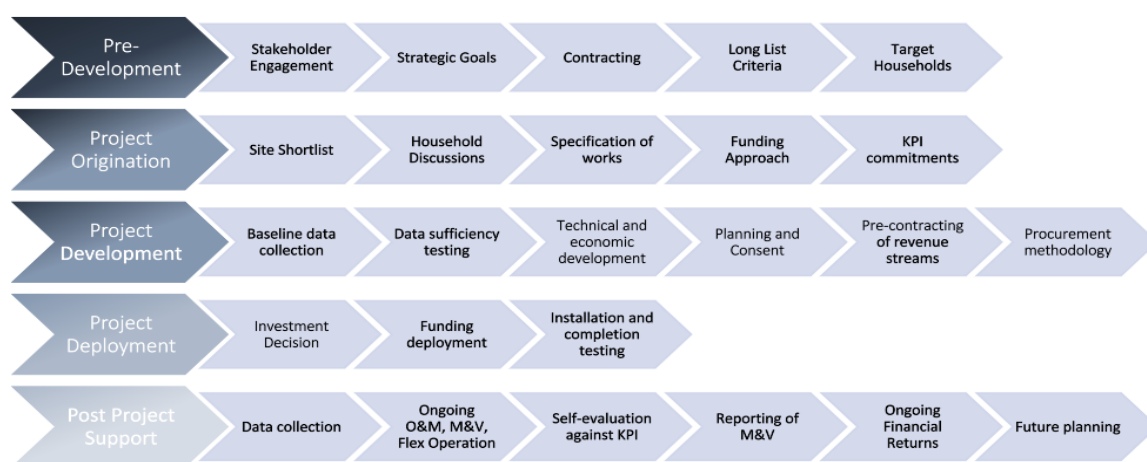 Pre-
Development
Stakeholder
Engagement
Strategic Goals
Contracting
Long List
Criteria
Target
Households
Project
Origination
Site Shortlist
Household
Discussions
Specification of
works
Funding
Approach
KPI
commitments
Project
Development
Baseline data
collection
Data sufficiency
testing
Technical and
economic
development
Planning and
Consent
Pre-contracting
of revenue
streams
Procurement
methodology
Project
Deployment
Investment
Decision
Funding
deployment
Installation and
completion
testing
Post Project
Support
Data collection
Ongoing
O&M, M&V,
Flex Operation
Self-evaluation
against KPI
Reporting of
M&V
Ongoing
Financial
Returns
Future planning